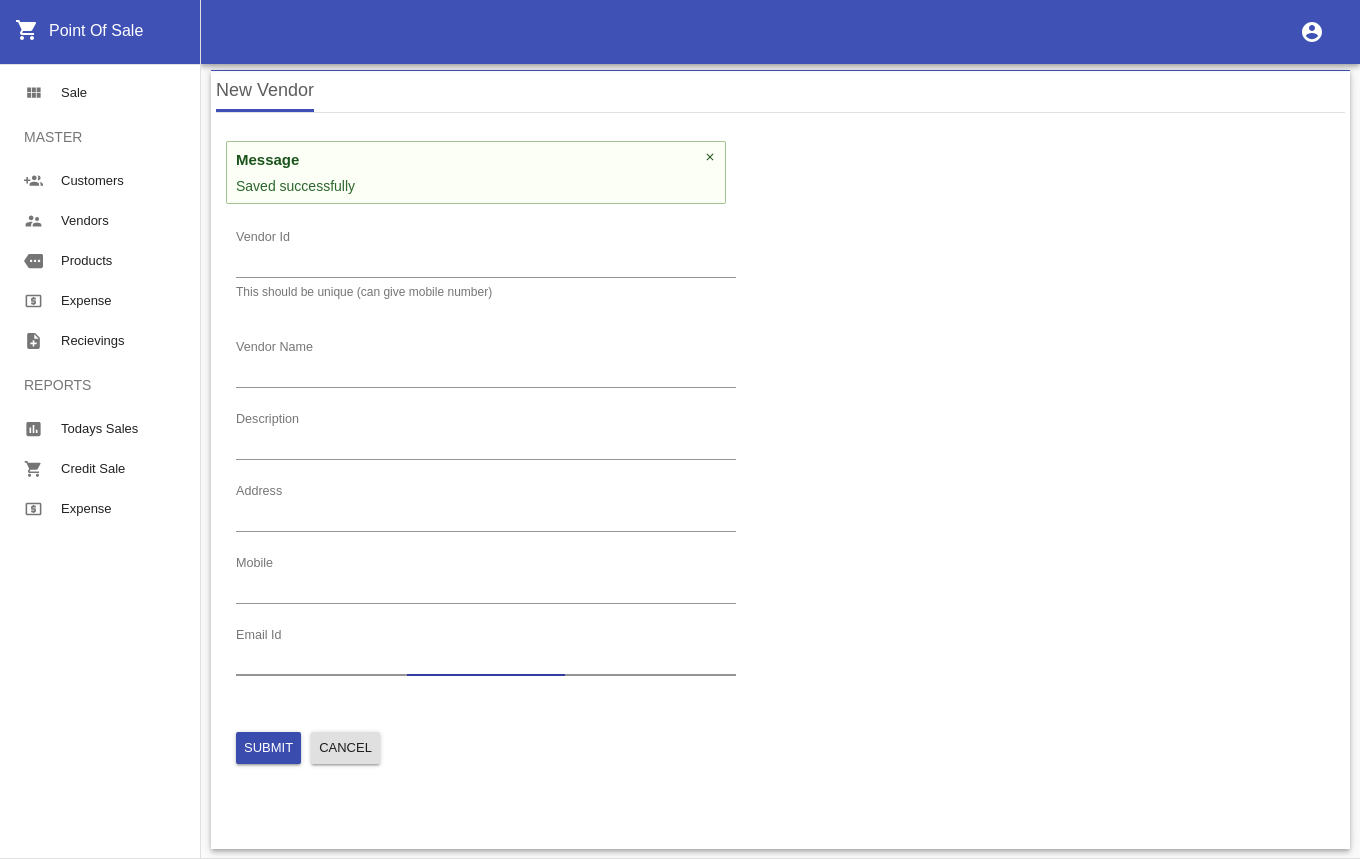 Point Of Sale
Sale
MASTER
Customers
Vendors
Products
Expense
Recievings
REPORTS
Todays Sales
Credit Sale
Expense
New Vendor
Message
×
Saved successfully
Vendor Id
This should be unique (can give mobile number)
Vendor Name
Description
Address
Mobile
Email Id
SUBMIT CANCEL